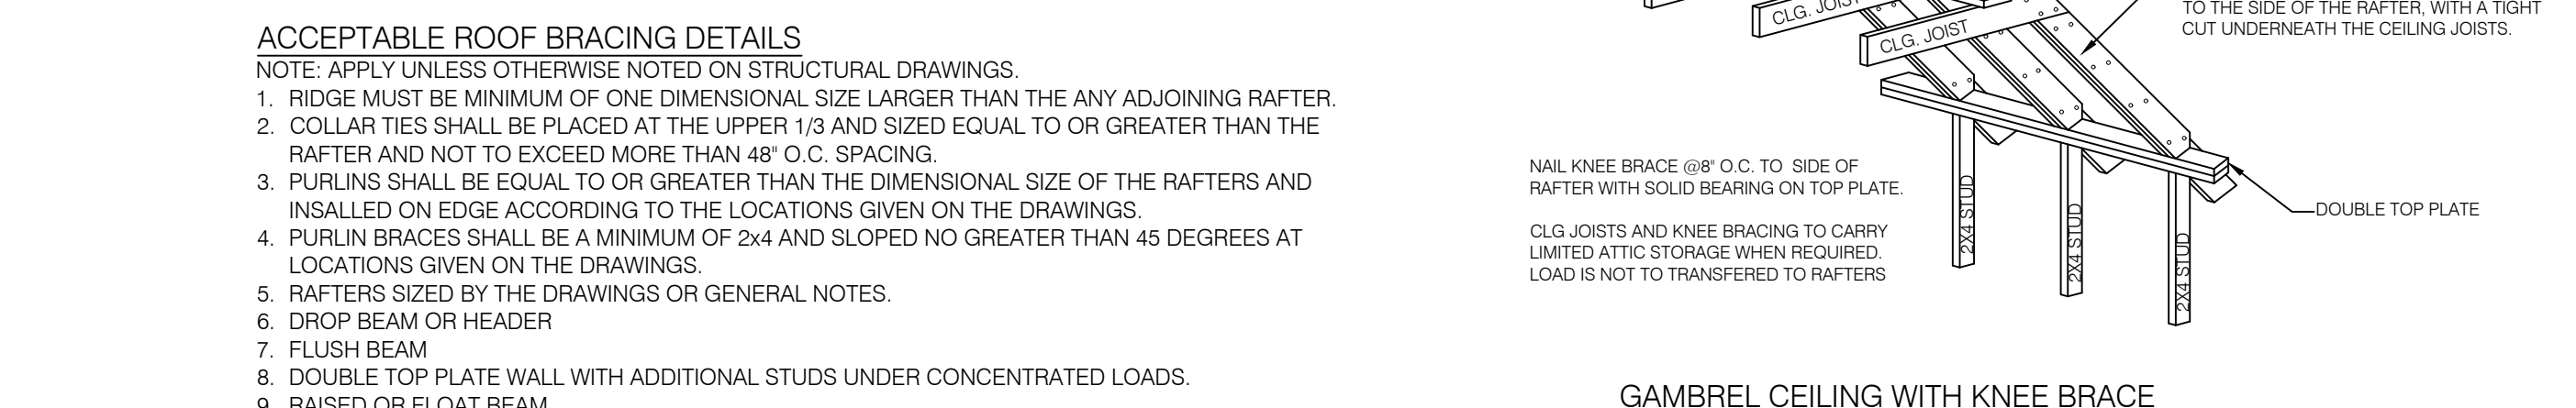 ACCEPTABLE ROOF BRACING DETAILS
NOTE: APPLY UNLESS OTHERWISE NOTED ON STRUCTURAL DRAWINGS.
1. RIDGE MUST BE MINIMUM OF ONE DIMENSIONAL SIZE LARGER THAN THE ANY ADJOINING RAFTER.
2. COLLAR TIES SHALL BE PLACED AT THE UPPER 1/3 AND SIZED EQUAL TO OR GREATER THAN THE
RAFTER AND NOT TO EXCEED MORE THAN 48" O.C. SPACING.
3. PURLINS SHALL BE EQUAL TO OR GREATER THAN THE DIMENSIONAL SIZE OF THE RAFTERS AND
INSALLED ON EDGE ACCORDING TO THE LOCATIONS GIVEN ON THE DRAWINGS.
4. PURLIN BRACES SHALL BE A MINIMUM OF 2x4 AND SLOPED NO GREATER THAN 45 DEGREES AT
LOCATIONS GIVEN ON THE DRAWINGS.
5. RAFTERS SIZED BY THE DRAWINGS OR GENERAL NOTES.
6. DROP BEAM OR HEADER
7. FLUSH BEAM
8. DOUBLE TOP PLATE WALL WITH ADDITIONAL STUDS UNDER CONCENTRATED LOADS.
9. RAISED OR FLOAT BEAM
CLG. JOIST
CLG. JOIST
TO THE SIDE OF THE RAFTER, WITH A TIGHT
CUT UNDERNEATH THE CEILING JOISTS.
NAIL KNEE BRACE @8" O.C. TO SIDE OF
RAFTER WITH SOLID BEARING ON TOP PLATE.
CLG JOISTS AND KNEE BRACING TO CARRY
LIMITED ATTIC STORAGE WHEN REQUIRED.
LOAD IS NOT TO TRANSFERED TO RAFTERS
2X4 STUD
2X4 STUD
2X4 STUD
DOUBLE TOP PLATE
GAMBREL CEILING WITH KNEE BRACE